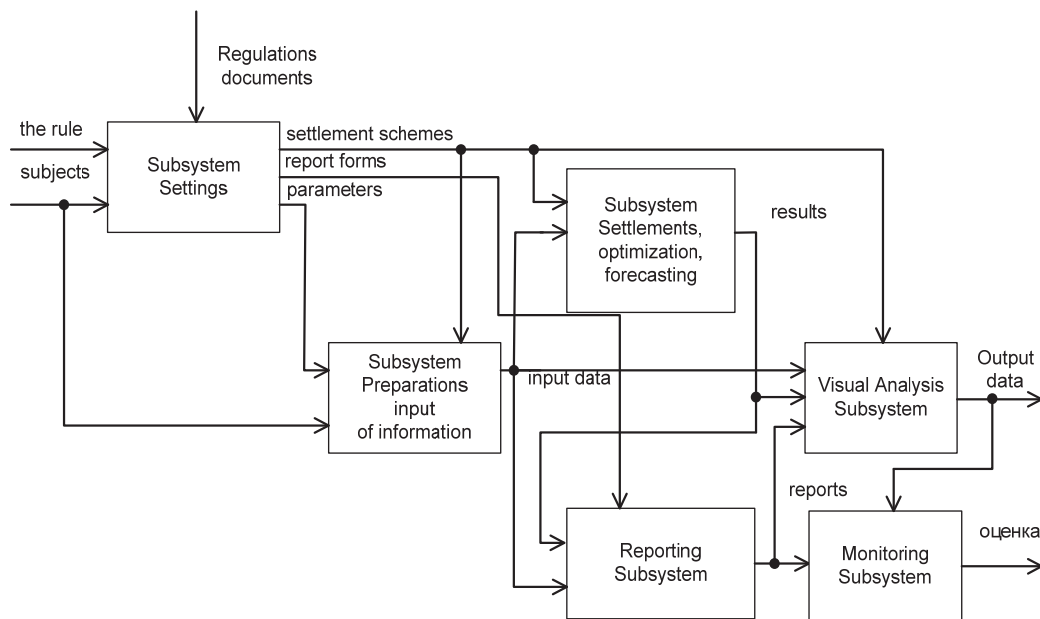 Regulations
documents
the rule
subjects
Subsystem
Settings
settlement schemes
report forms
parameters
Subsystem
Settlements,
optimization,
forecasting
results
Subsystem
Preparations
input
of information
input data
Visual Analysis
Subsystem
Output
data
reports
Reporting
Subsystem
Monitoring
Subsystem
оценка